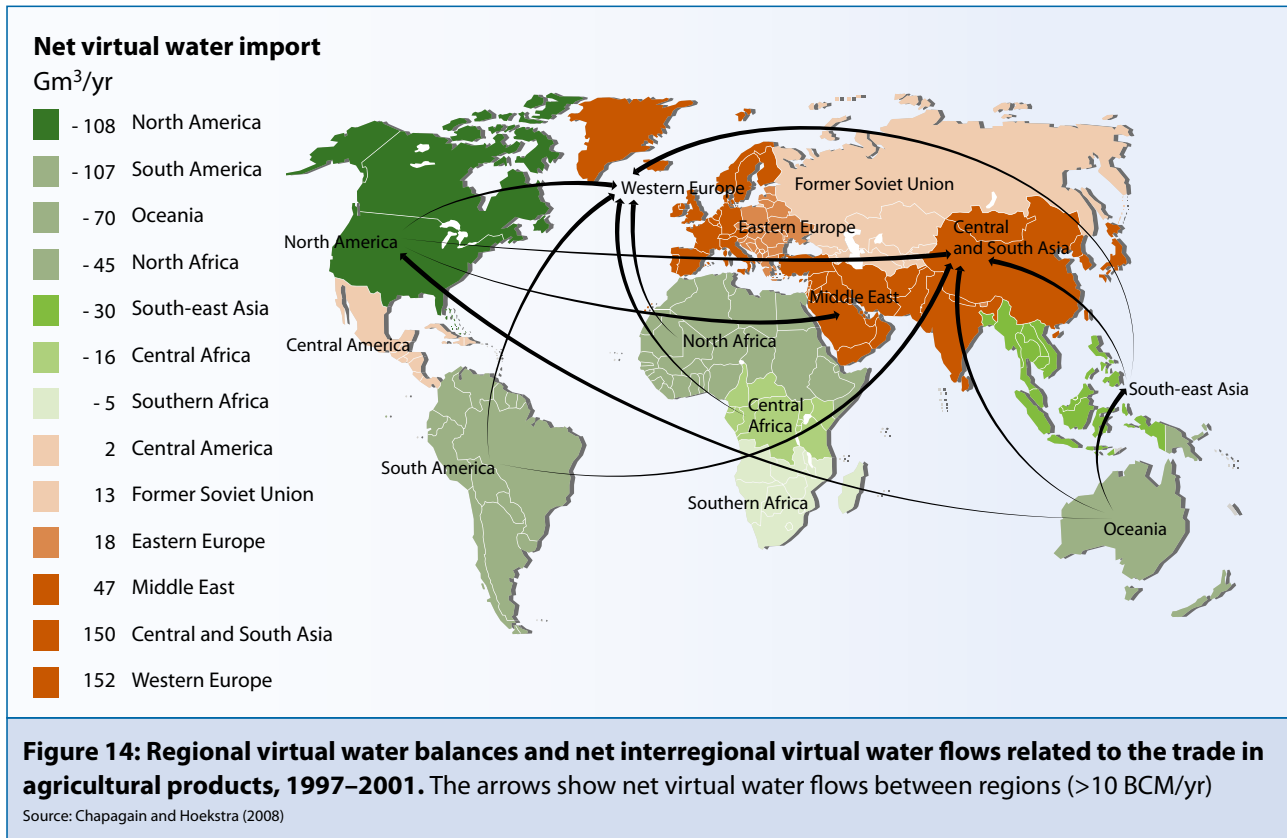 Net virtual water import
Gm³/yr
- 108 North America
- 107 South America
- 70 Oceania
- 45 North Africa
- 30 South-east Asia
- 16 Central Africa
- 5 Southern Africa
2 Central America
13 Former Soviet Union
18 Eastern Europe
47 Middle East
150 Central and South Asia
152 Western Europe
Western Europe
Former Soviet Union
Eastern Europe
Central
and South Asia
North America
Middle East
Central America
North Africa
South-east Asia
Central
Africa
South America
Southern Africa
Oceania
Figure 14: Regional virtual water balances and net interregional virtual water flows related to the trade in
agricultural products, 1997–2001. The arrows show net virtual water flows between regions (>10 BCM/yr)
Source: Chapagain and Hoekstra (2008)